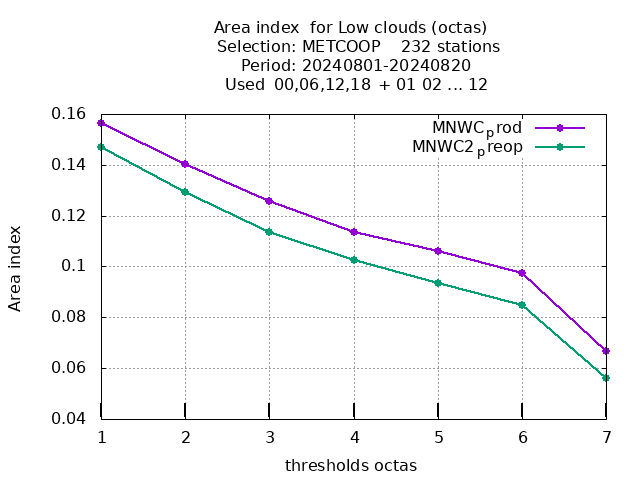 Area index  for Low clouds (octas)
Selection: METCOOP    232 stations
Period: 20240801-20240820
Used  00,06,12,18 + 01 02 ... 12
0.16
0.14
0.12
0.1
0.08
0.06
0.04
Area index
MNWCprod
MNWC2preop
1 2 3 4 5 6 7
thresholds octas